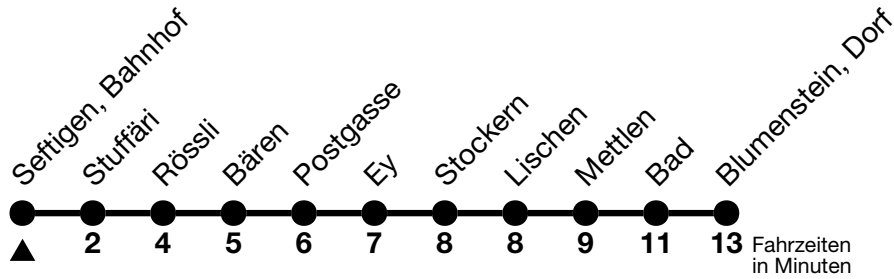 Seftigen, Bahnhof
Stuffäri
Rössli
Bären
Postgasse
Ey
Stockern
Lischen
Mettlen
Bad
Blumenstein, Dorf
2 4 5 6 7 8 8 9 11 13 Fahrzeiten
in Minuten